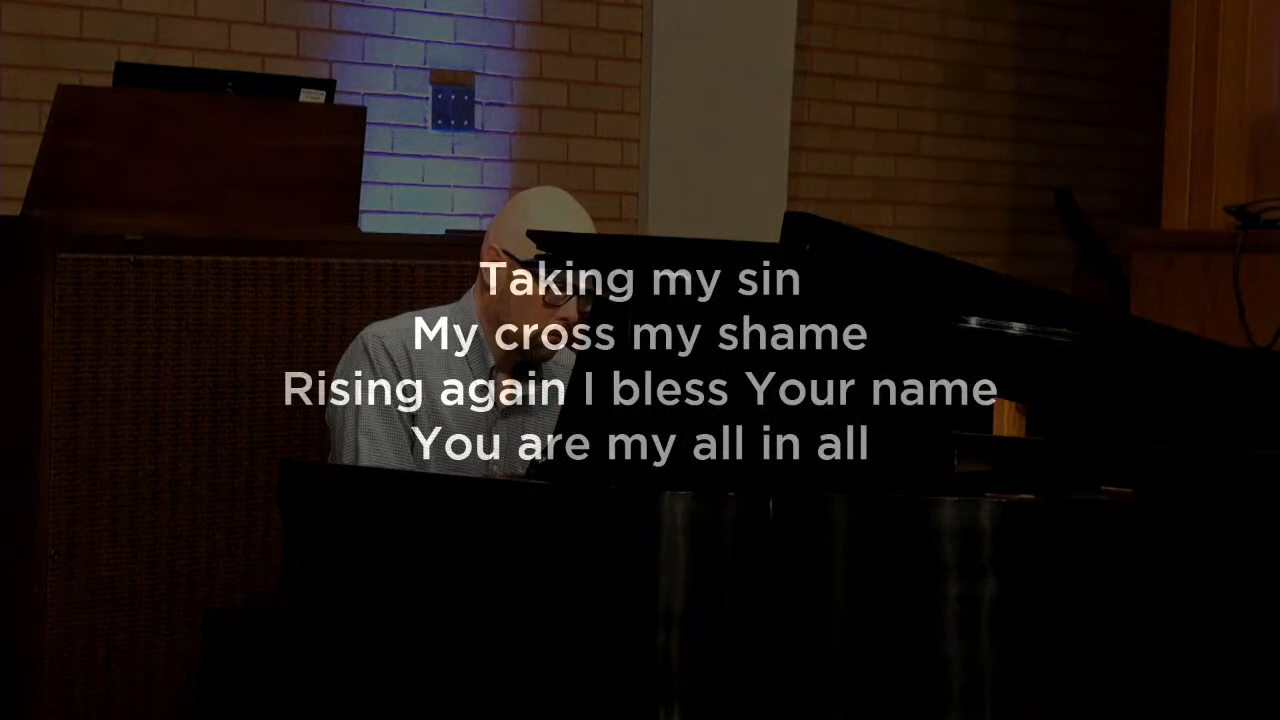 Taking my sin
My cross my shame
Rising again I bless Your name
You are my all in all